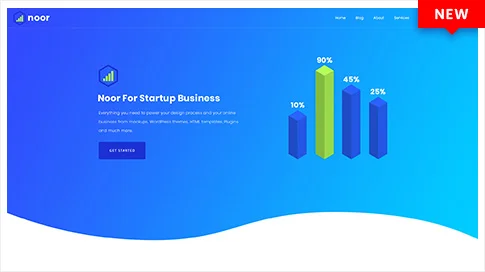 NEW
noor
Home Blog About Services
90%
45%
25%
10%
Noor For Startup Business
Everything you need to power your design process and your online
business from mockups, WordPress themes, HTML templates, Plugins
and much more.
GET STARTED